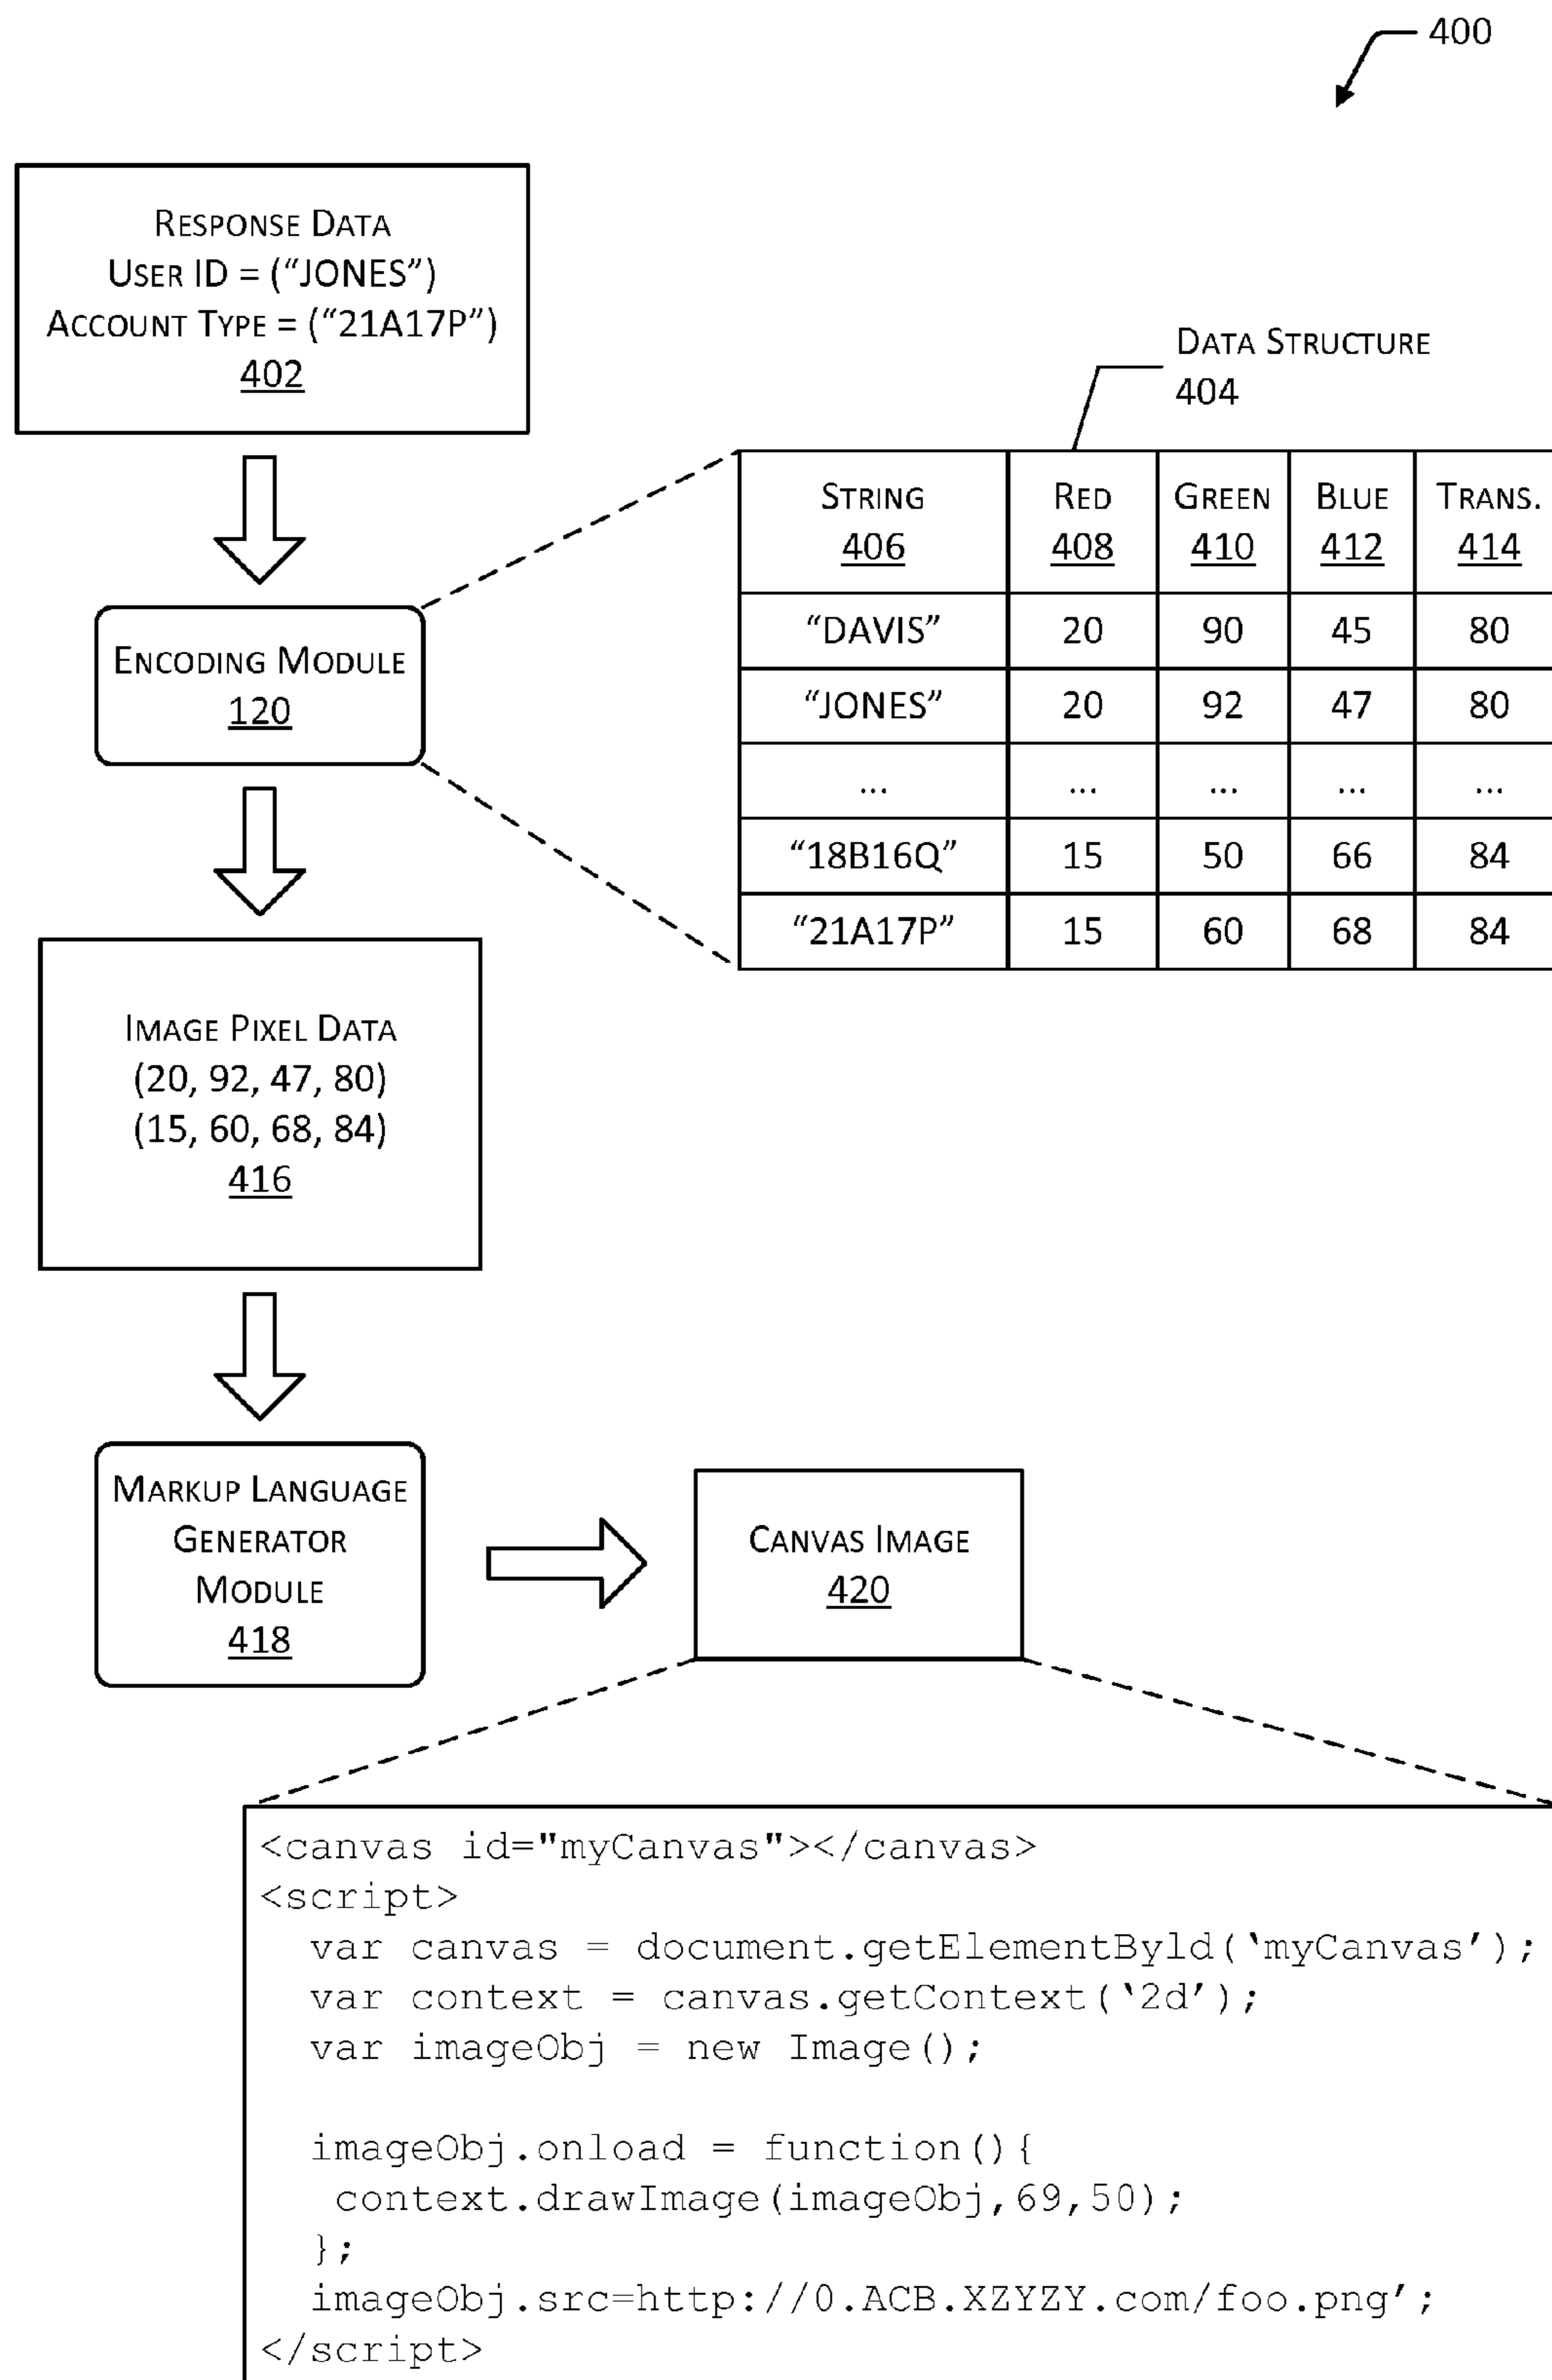 400
RESPONSE DATA
USER ID = (“JONES”)
ACCOUNT TYPE = (“21A17P”)
402
DATA STRUCTURE
404
STRING RED GREEN BLUE TRANS.
406 408 410 412 414
“DAVIS” 20 90 45 80
“JONES” 20 92 47 80
... ... ... ... ...
“18B16Q” 15 50 66 84
“21A17P” 15 60 68 84
ENCODING MODULE
120
IMAGE PIXEL DATA
(20, 92, 47, 80)
(15, 60, 68, 84)
416
MARKUP LANGUAGE
GENERATOR
MODULE
418
CANVAS IMAGE
420
<canvas id="myCanvas"></canvas>
<script>
var canvas = document.getElementByld(‘myCanvas’);
var context = canvas.getContext(‘2d’);
var imageObj = new Image();
imageObj.onload = function(){
context.drawImage(imageObj,69,50);
};
imageObj.src=http://0.ACB.XZYZY.com/foo.png’;
</script>